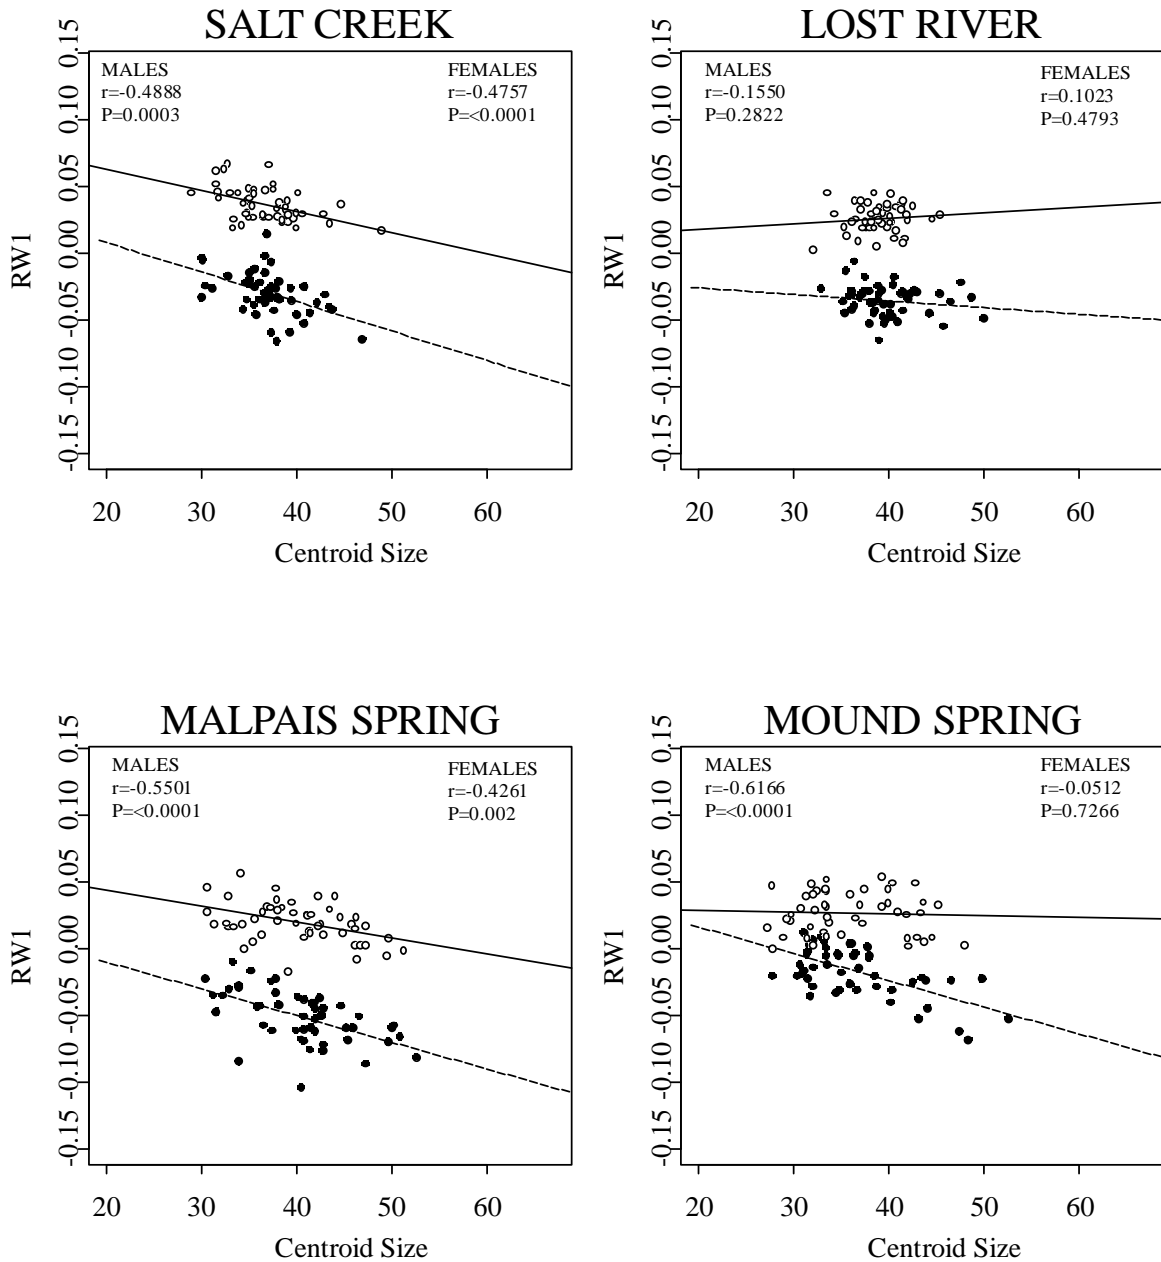 SALT CREEK
MALES
r=-0.4888
P=0.0003
FEMALES
r=-0.4757
P=<0.0001
RW1
0.15
0.10
0.05
0.00
-0.05
-0.10
-0.15
20 30 40 50 60
Centroid Size
LOST RIVER
MALES
r=-0.1550
P=0.2822
FEMALES
r=0.1023
P=0.4793
RW1
0.15
0.10
0.05
0.00
-0.05
-0.10
-0.15
20 30 40 50 60
Centroid Size
MALPAIS SPRING
MALES
r=-0.5501
P=<0.0001
FEMALES
r=-0.4261
P=0.002
RW1
0.15
0.10
0.05
0.00
-0.05
-0.10
-0.15
20 30 40 50 60
Centroid Size
MOUND SPRING
MALES
r=-0.6166
P=<0.0001
FEMALES
r=-0.0512
P=0.7266
RW1
0.15
0.10
0.05
0.00
-0.05
-0.10
-0.15
20 30 40 50 60
Centroid Size